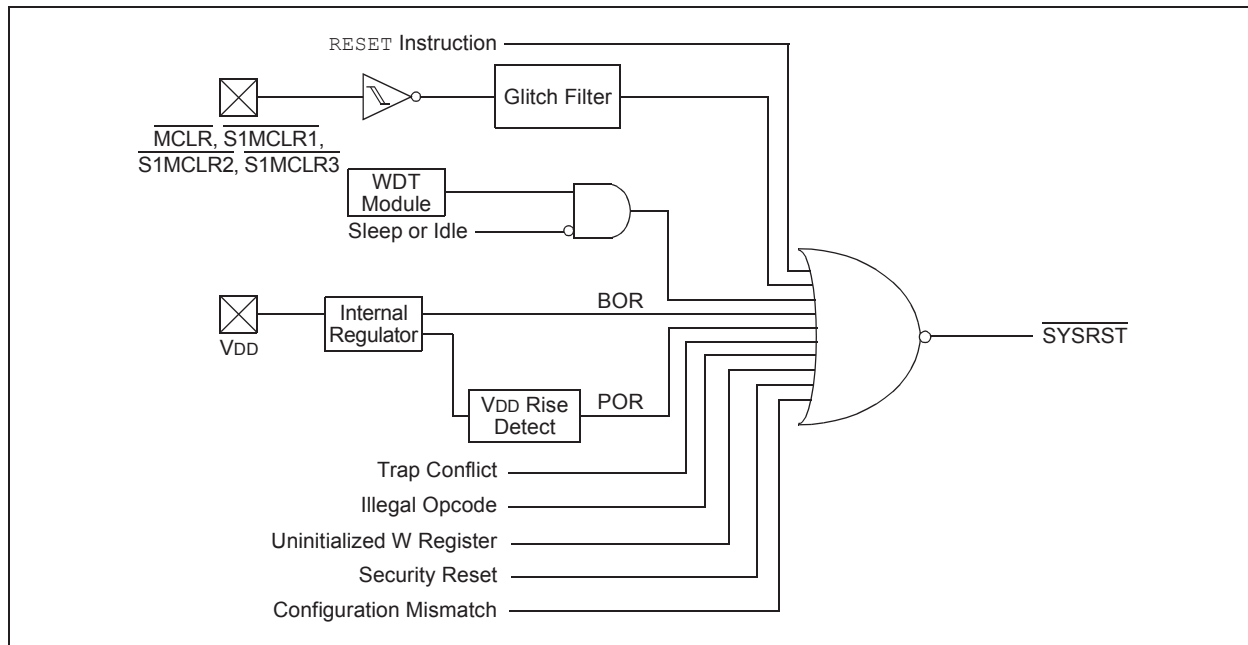 RESET Instruction
Glitch Filter
MCLR, S1MCLR1,
S1MCLR2, S1MCLR3
WDT
Module
Sleep or Idle
BOR
Internal
Regulator
VDD
SYSRST
VDD Rise
Detect
POR
Trap Conflict
Illegal Opcode
Uninitialized W Register
Security Reset
Configuration Mismatch